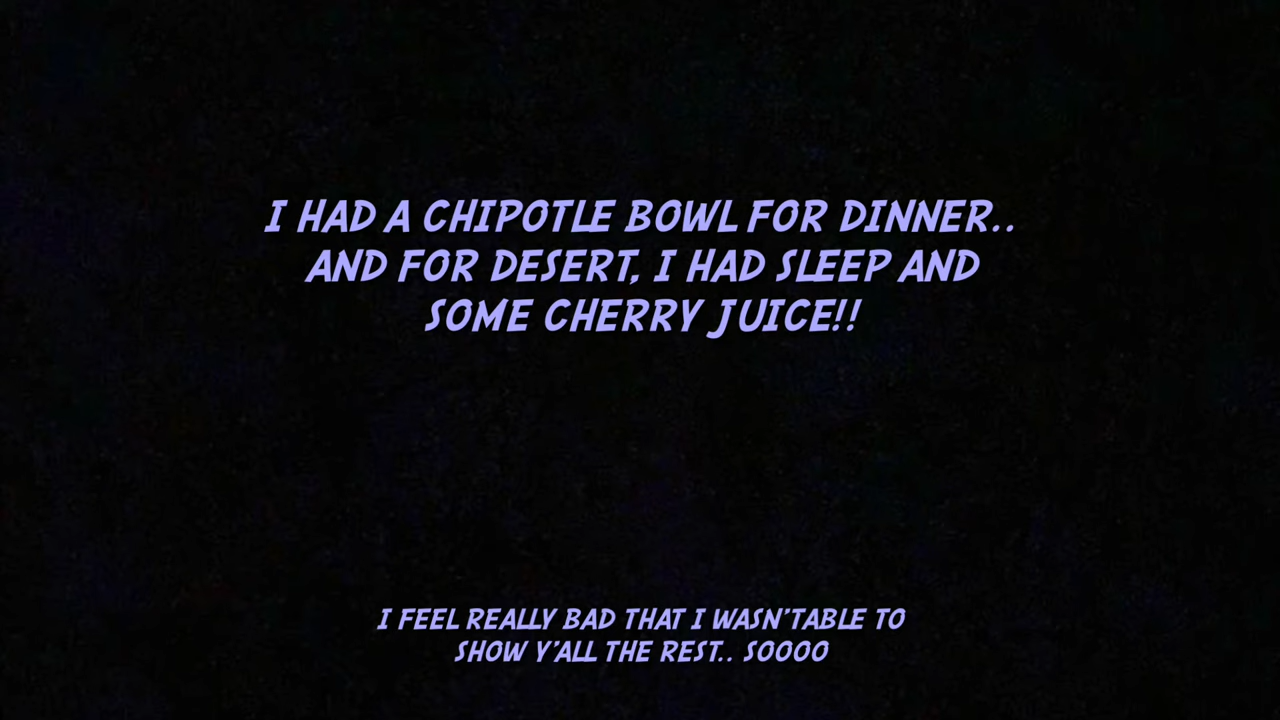 I HAD A CHIPOTLE BOWL FOR DINNER..
AND FOR DESERT, I HAD SLEEP AND
SOME CHERRY JUICE!!
I FEEL REALLY BAD THAT I WASN'TABLE TO
SHOW Y'ALL THE REST.. SOOOO